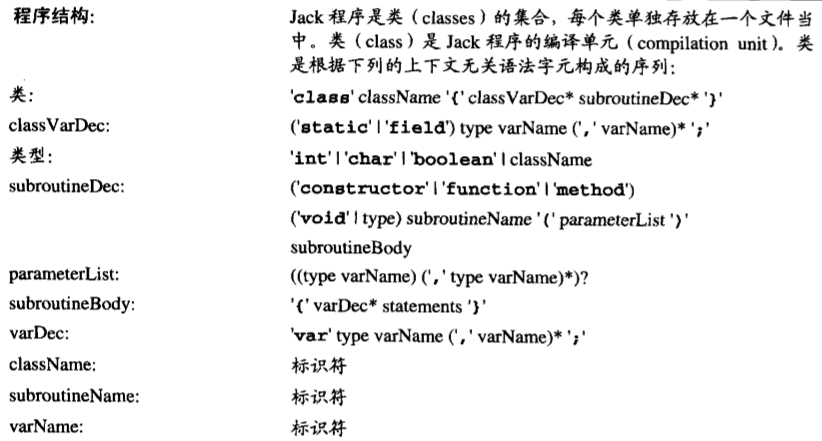 程序结构: Jack 程序是类（classes）的集合，每个类单独存放在一个文件当
中。类（class）是 Jack 程序的编译单元（compilation unit）。类
是根据下列的上下文无关语法字元构成的序列：
类: 'class' className '{' classVarDec* subroutineDec* '}'
classVarDec: ('static' | 'field') type varName (',' varName)* ';'
类型: 'int' | 'char' | 'boolean' | className
subroutineDec: ('constructor' | 'function' | 'method')
('void' | type) subroutineName '(' parameterList ')'
subroutineBody
parameterList: ((type varName) (',' type varName)*)?
subroutineBody: '{' varDec* statements '}'
varDec: 'var' type varName (',' varName)* ';'
className: 标识符
subroutineName: 标识符
varName: 标识符